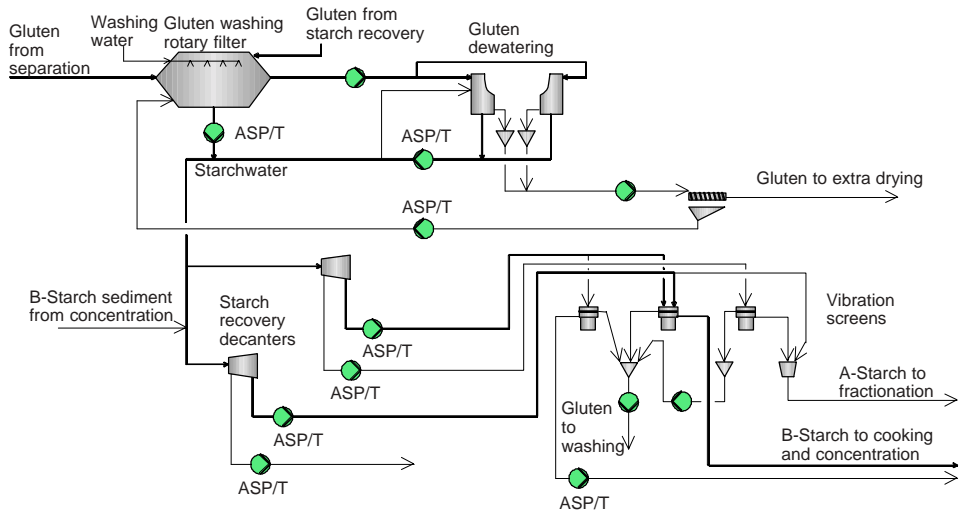 Gluten
from
separation
Washing
water
Gluten washing
rotary filter
Gluten from
starch recovery
Gluten
dewatering
ASP/T
ASP/T
Starchwater
Gluten to extra drying
ASP/T
B-Starch sediment
from concentration
Starch
recovery
decanters
Vibration
screens
ASP/T
ASP/T
A-Starch to
fractionation
Gluten
to
washing
ASP/T
B-Starch to cooking
and concentration
ASP/T
ASP/T